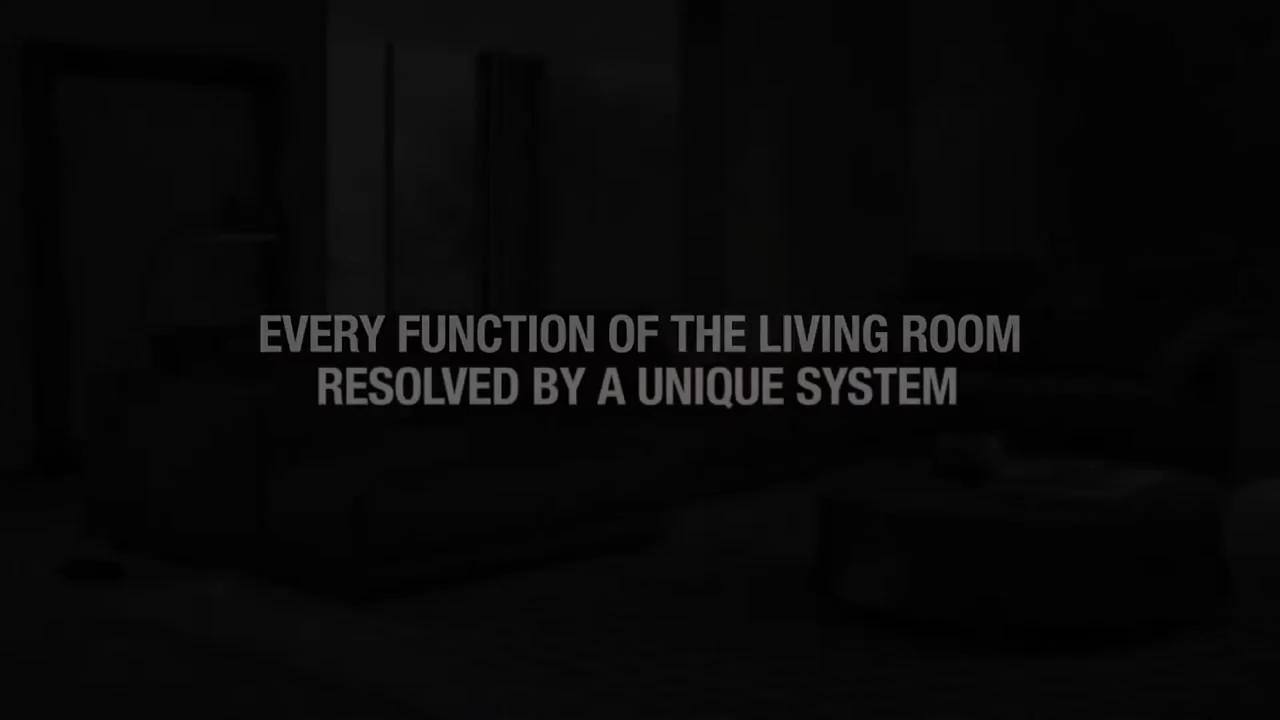 EVERY FUNCTION OF THE LIVING ROOM
RESOLVED BY A UNIQUE SYSTEM